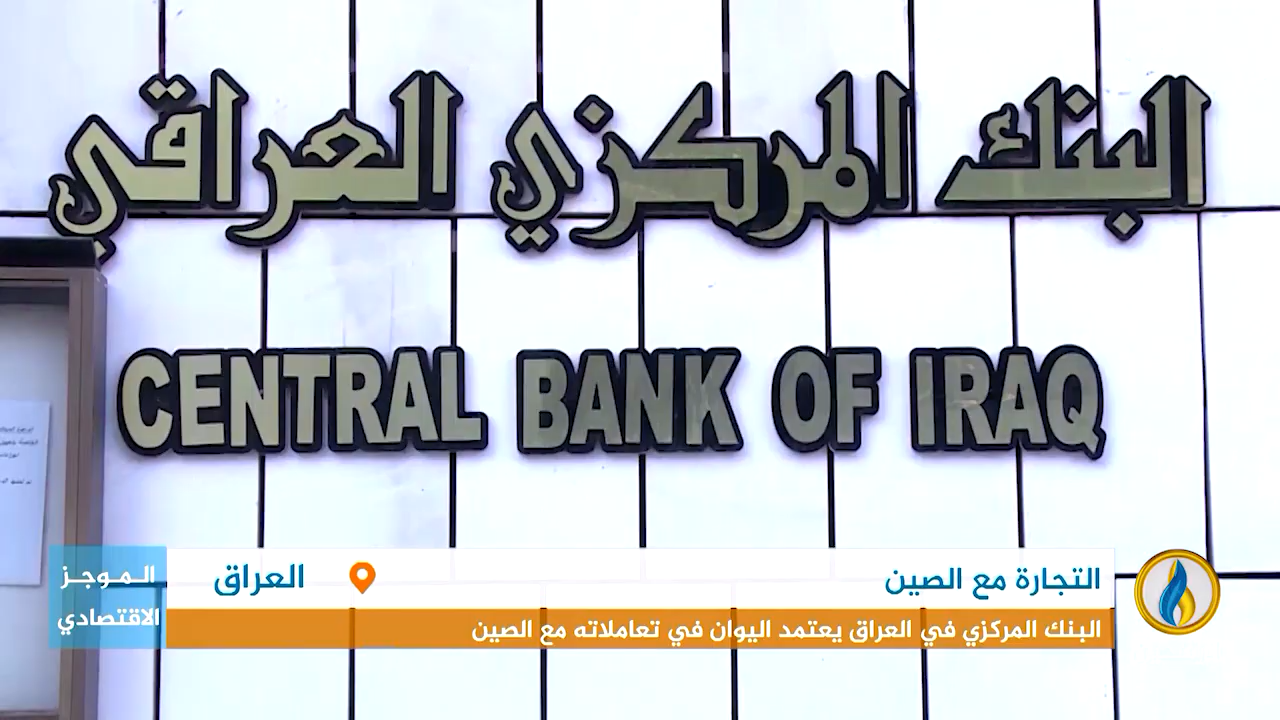 البنك المركزي العراقي
CENTRAL BANK OF IRAQ
التجارة مع الصين
العراق
الموجز
الاقتصادي
البنك المركزي في العراق يعتمد اليوان في تعاملاته مع الصين